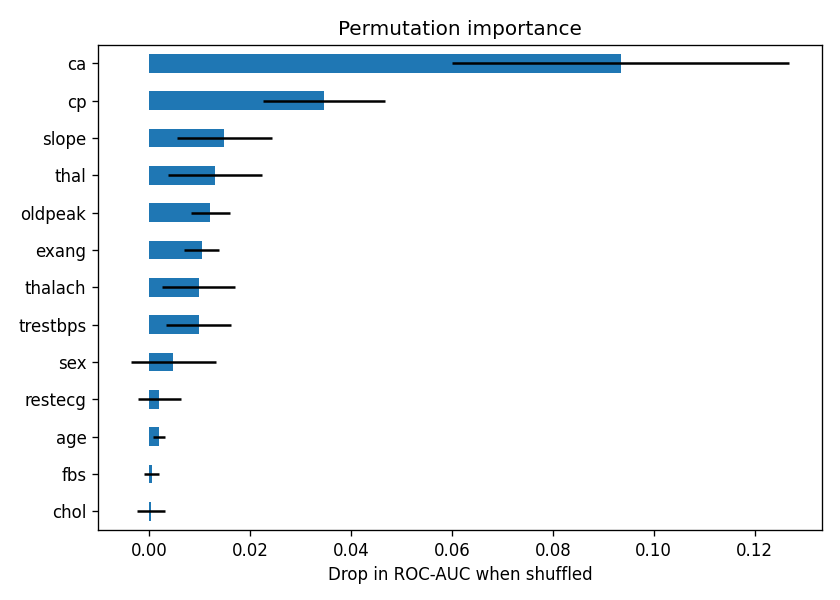 Permutation importance
ca
cp
slope
thal
oldpeak
exang
thalach
trestbps
sex
restecg
age
fbs
chol
0.00 0.02 0.04 0.06 0.08 0.10 0.12
Drop in ROC-AUC when shuffled